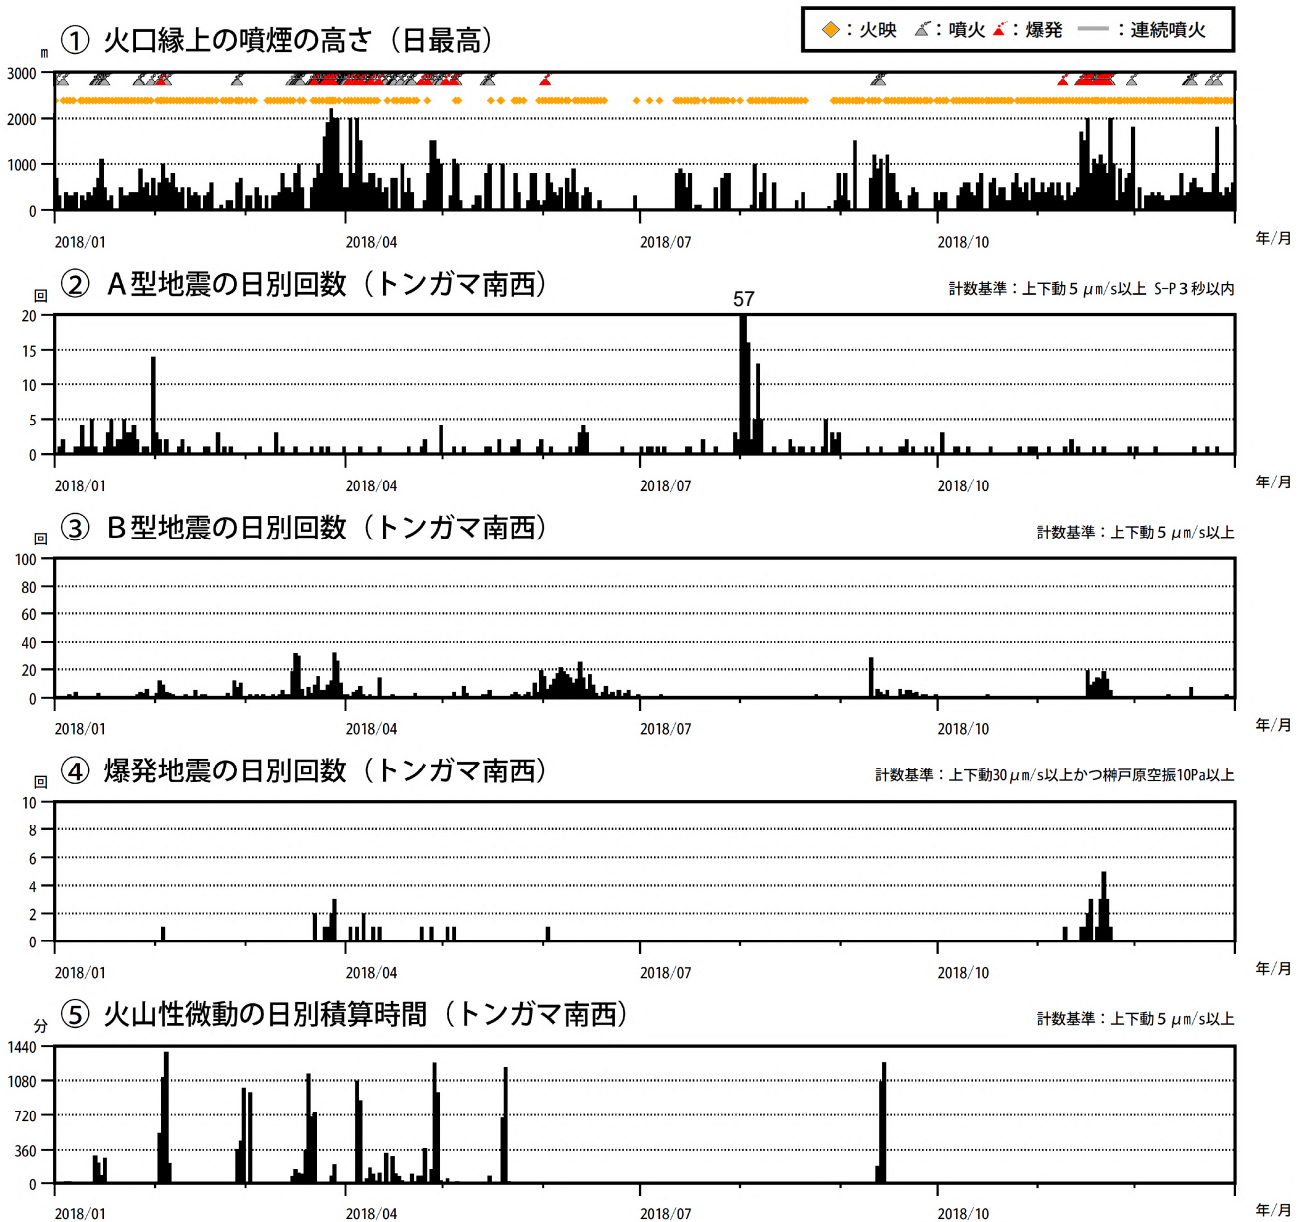 ◆：火映　：噴火　：爆発　：連続噴火
① 火口縁上の噴煙の高さ（日最高）
m
3000
2000
1000
0
2018/01 2018/04 2018/07 2018/10 年/月
② A型地震の日別回数（トンガマ南西）
計数基準：上下動５μm/s以上 S-P３秒以内
回
57
20
15
10
5
0
2018/01 2018/04 2018/07 2018/10 年/月
③ B型地震の日別回数（トンガマ南西）
計数基準：上下動５μm/s以上
回
100
80
60
40
20
0
2018/01 2018/04 2018/07 2018/10 年/月
④ 爆発地震の日別回数（トンガマ南西）
計数基準：上下動30μm/s以上かつ榊戸原空振10Pa以上
回
10
8
6
4
2
0
2018/01 2018/04 2018/07 2018/10 年/月
⑤ 火山性微動の日別積算時間（トンガマ南西）
計数基準：上下動５μm/s以上
分
1440
1080
720
360
0
2018/01 2018/04 2018/07 2018/10 年/月